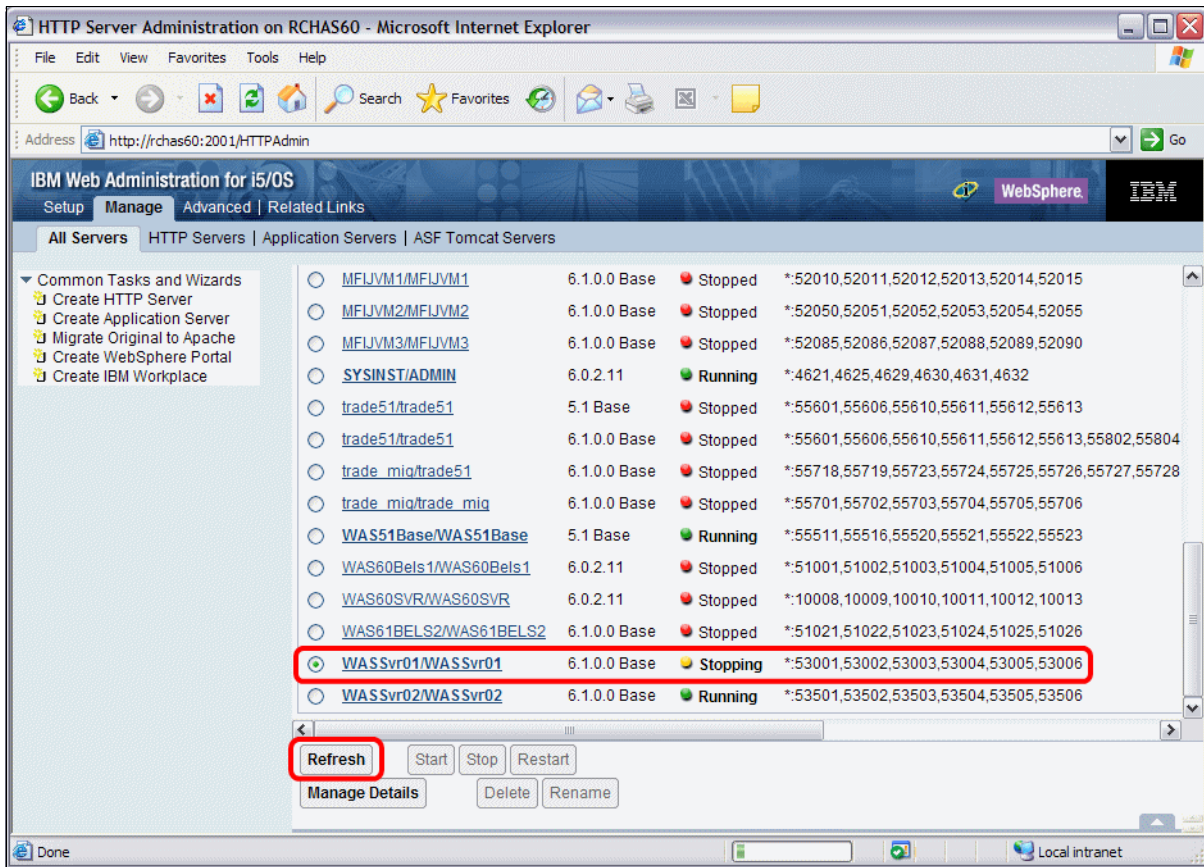 HTTP Server Administration on RCHAS60 - Microsoft Internet Explorer
File Edit View Favorites Tools Help
Back Search Favorites
Address http://rchas60:2001/HTTPAdmin Go
IBM Web Administration for i5/OS
WebSphere. IBM
Setup Manage Advanced | Related Links
All Servers HTTP Servers | Application Servers | ASF Tomcat Servers
Common Tasks and Wizards
Create HTTP Server
Create Application Server
Migrate Original to Apache
Create WebSphere Portal
Create IBM Workplace
MFIJVM1/MFIJVM1 6.1.0.0 Base Stopped *:52010,52011,52012,52013,52014,52015
MFIJVM2/MFIJVM2 6.1.0.0 Base Stopped *:52050,52051,52052,52053,52054,52055
MFIJVM3/MFIJVM3 6.1.0.0 Base Stopped *:52085,52086,52087,52088,52089,52090
SYSINST/ADMIN 6.0.2.11 Running *:4621,4625,4629,4630,4631,4632
trade51/trade51 5.1 Base Stopped *:55601,55606,55610,55611,55612,55613
trade51/trade51 6.1.0.0 Base Stopped *:55601,55606,55610,55611,55612,55613,55802,55804
trade_mig/trade51 6.1.0.0 Base Stopped *:55718,55719,55723,55724,55725,55726,55727,55728
trade_mig/trade_mig 6.1.0.0 Base Stopped *:55701,55702,55703,55704,55705,55706
WAS51Base/WAS51Base 5.1 Base Running *:55511,55516,55520,55521,55522,55523
WAS60Bels1/WAS60Bels1 6.0.2.11 Stopped *:51001,51002,51003,51004,51005,51006
WAS60SVR/WAS60SVR 6.0.2.11 Stopped *:10008,10009,10010,10011,10012,10013
WAS61BELS2/WAS61BELS2 6.1.0.0 Base Stopped *:51021,51022,51023,51024,51025,51026
WASSvr01/WASSvr01 6.1.0.0 Base Stopping *:53001,53002,53003,53004,53005,53006
WASSvr02/WASSvr02 6.1.0.0 Base Running *:53501,53502,53503,53504,53505,53506
Refresh Start Stop Restart
Manage Details Delete Rename
Done Local intranet